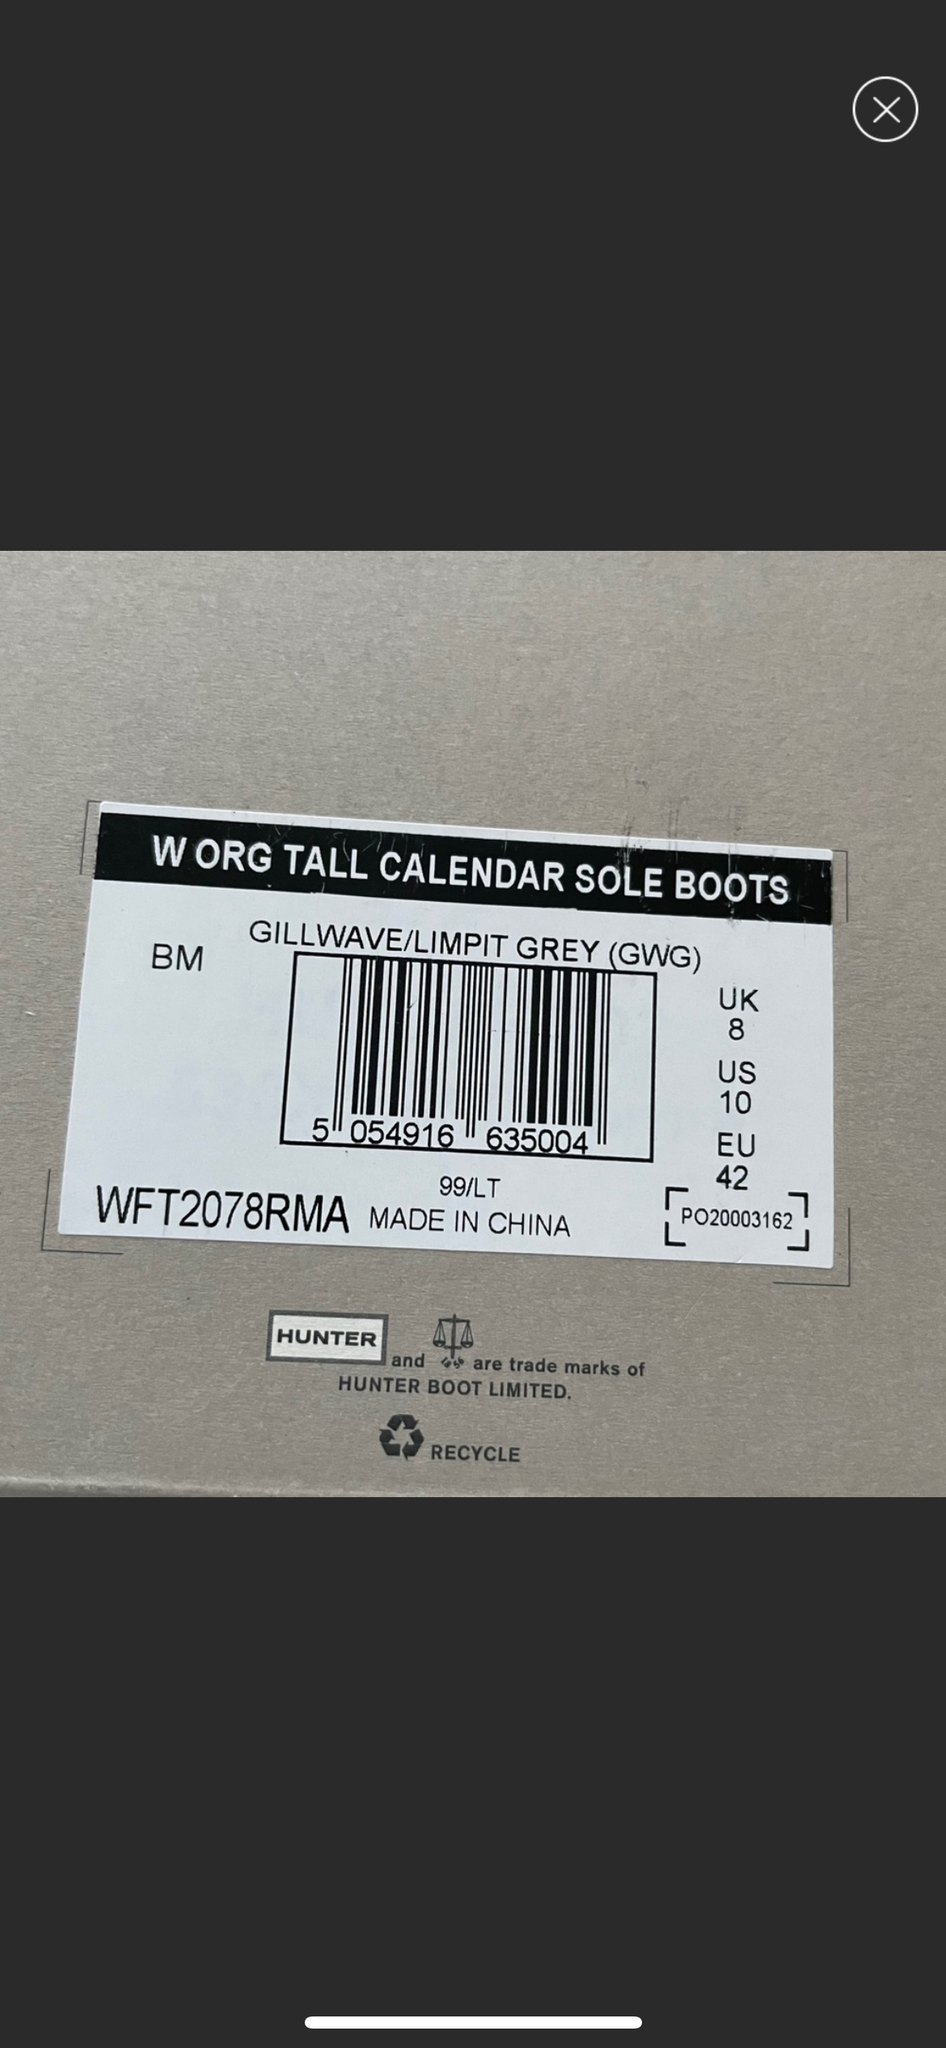 W ORG TALL CALENDAR SOLE BOOTS
GILLWAVE/LIMPIT GREY (GWG)
BM
UK
8
US
10
EU
42
5 054916 635004
99/LT
WFT2078RMA MADE IN CHINA
PO20003162
HUNTER and are trade marks of
HUNTER BOOT LIMITED.
RECYCLE